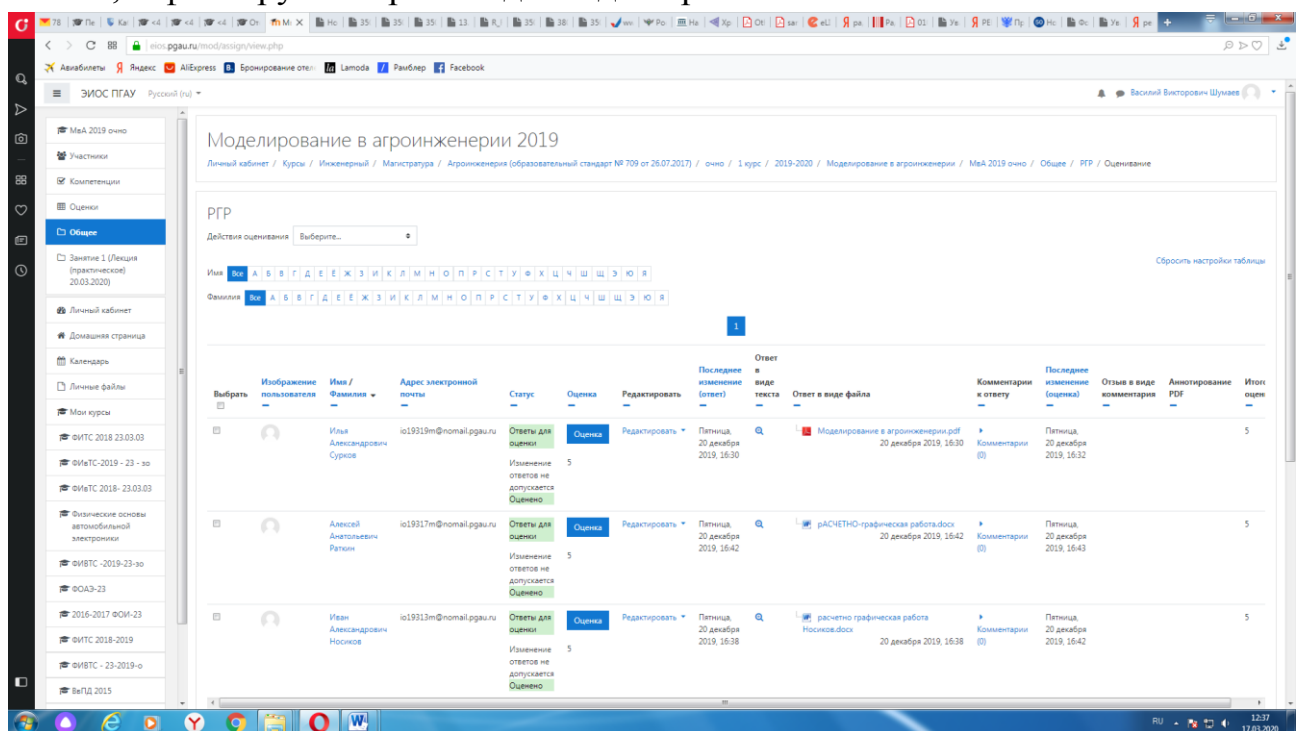 eios.pgau.ru/mod/assign/view.php
Авиабилеты Яндекс AliExpress Бронирование отел Lamoda Рамблер Facebook
ЭИОС ПГАУ Русский (ru)
Василий Викторович Шумаев
МвА 2019 очно
Участники
Компетенции
Оценки
Общее
Занятие 1 (Лекция
(практическое)
20.03.2020)
Личный кабинет
Домашняя страница
Календарь
Личные файлы
Мои курсы
ФИТС 2018 23.03.03
ФИвТС-2019 - 23 - зо
ФИвТС 2018- 23.03.03
Физические основы
автомобильной
электроники
ФИВТС -2019-23-зо
ФОАЭ-23
2016-2017 ФОИ-23
ФИТС 2018-2019
ФИВТС - 23-2019-о
ВвПД 2015
Моделирование в агроинженерии 2019
Личный кабинет / Курсы / Инженерный / Магистратура / Агроинженерия (образовательный стандарт № 709 от 26.07.2017) / очно / 1 курс / 2019-2020 / Моделирование в агроинженерии / МвА 2019 очно / Общее / РГР / Оценивание
РГР
Действия оценивания Выберите...
Сбросить настройки таблицы
Имя Все А Б В Г Д Е Ё Ж З И К Л М Н О П Р С Т У Ф Х Ц Ч Ш Щ Э Ю Я
Фамилия Все А Б В Г Д Е Ё Ж З И К Л М Н О П Р С Т У Ф Х Ц Ч Ш Щ Э Ю Я
1
Выбрать
Изображение
пользователя
Имя /
Фамилия
Адрес электронной
почты
Статус
Оценка
Редактировать
Последнее
изменение
(ответ)
Ответ
в
виде
текста
Ответ в виде файла
Комментарии
к ответу
Последнее
изменение
(оценка)
Отзыв в виде
комментария
Аннотирование
PDF
Илья
Александрович
Сурков
io19319m@nomail.pgau.ru
Ответы для
оценки
Изменение
ответов не
допускается
Оценено
Оценка
5
Редактировать
Пятница,
20 декабря
2019, 16:30
Моделирование в агроинженерии.pdf
20 декабря 2019, 16:30
Комментарии
(0)
Пятница,
20 декабря
2019, 16:32
5
Алексей
Анатольевич
Раткин
io19317m@nomail.pgau.ru
Ответы для
оценки
Изменение
ответов не
допускается
Оценено
Оценка
5
Редактировать
Пятница,
20 декабря
2019, 16:42
рАСЧЕТНО-графическая работа.docx
20 декабря 2019, 16:42
Комментарии
(0)
Пятница,
20 декабря
2019, 16:43
5
Иван
Александрович
Носиков
io19313m@nomail.pgau.ru
Ответы для
оценки
Изменение
ответов не
допускается
Оценено
Оценка
5
Редактировать
Пятница,
20 декабря
2019, 16:38
расчетно графическая работа
Носиков.docx
20 декабря 2019, 16:38
Комментарии
(0)
Пятница,
20 декабря
2019, 16:42
5
RU
12:37
17.03.2020